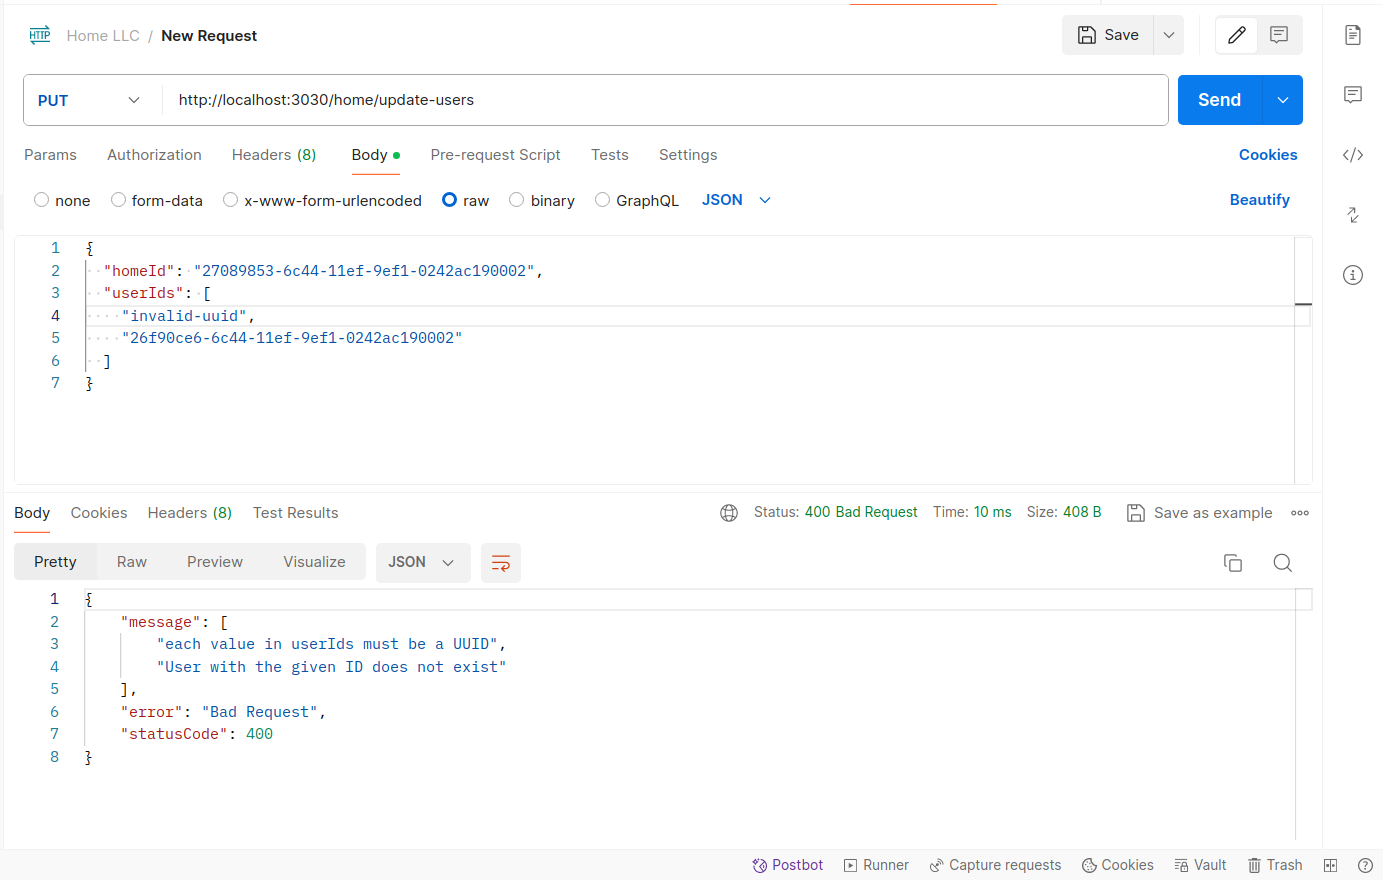 HTTP Home LLC / New Request Save
PUT http://localhost:3030/home/update-users Send
Params Authorization Headers (8) Body Pre-request Script Tests Settings Cookies
none form-data x-www-form-urlencoded raw binary GraphQL JSON Beautify
1 {
2 "homeId": "27089853-6c44-11ef-9ef1-0242ac190002",
3 "userIds": [
4 "invalid-uuid",
5 "26f90ce6-6c44-11ef-9ef1-0242ac190002"
6 ]
7 }
Body Cookies Headers (8) Test Results Status: 400 Bad Request Time: 10 ms Size: 408 B Save as example
Pretty Raw Preview Visualize JSON
1 {
2 "message": [
3 "each value in userIds must be a UUID",
4 "User with the given ID does not exist"
5 ],
6 "error": "Bad Request",
7 "statusCode": 400
8 }
Postbot Runner Capture requests Cookies Vault Trash